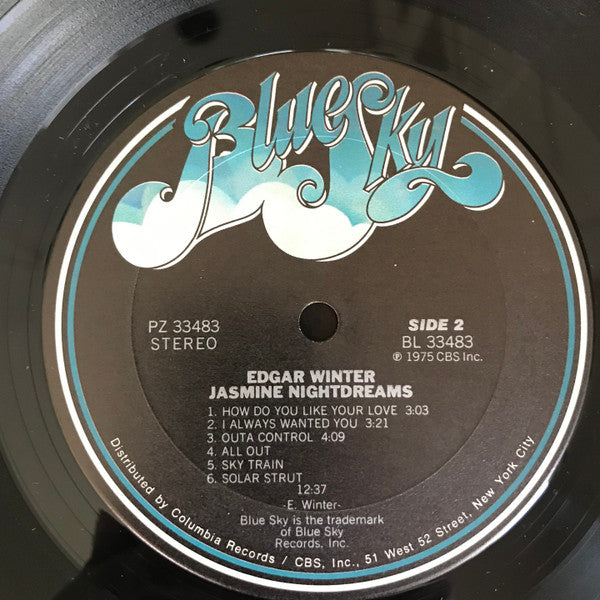 Blue Sky
PZ 33483
STEREO
SIDE 2
BL 33483
℗ 1975 CBS Inc.
EDGAR WINTER
JASMINE NIGHTDREAMS
1. HOW DO YOU LIKE YOUR LOVE 3:03
2. I ALWAYS WANTED YOU 3:21
3. OUTA CONTROL 4:09
4. ALL OUT
5. SKY TRAIN
6. SOLAR STRUT
12:37
-E. Winter-
Blue Sky is the trademark
of Blue Sky
Records, Inc.
Distributed by Columbia Records / CBS, Inc., 51 West 52 Street, New York City